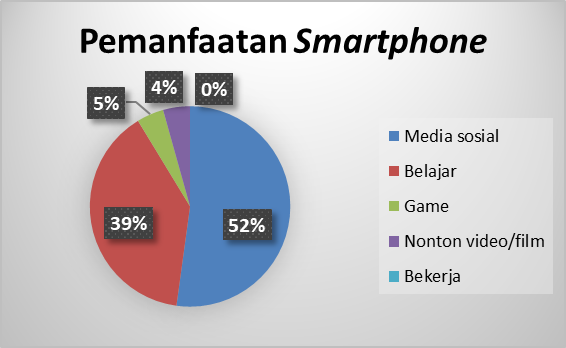 Pemanfaatan Smartphone
4%
0%
5%
39%
52%
Media sosial
Belajar
Game
Nonton video/film
Bekerja